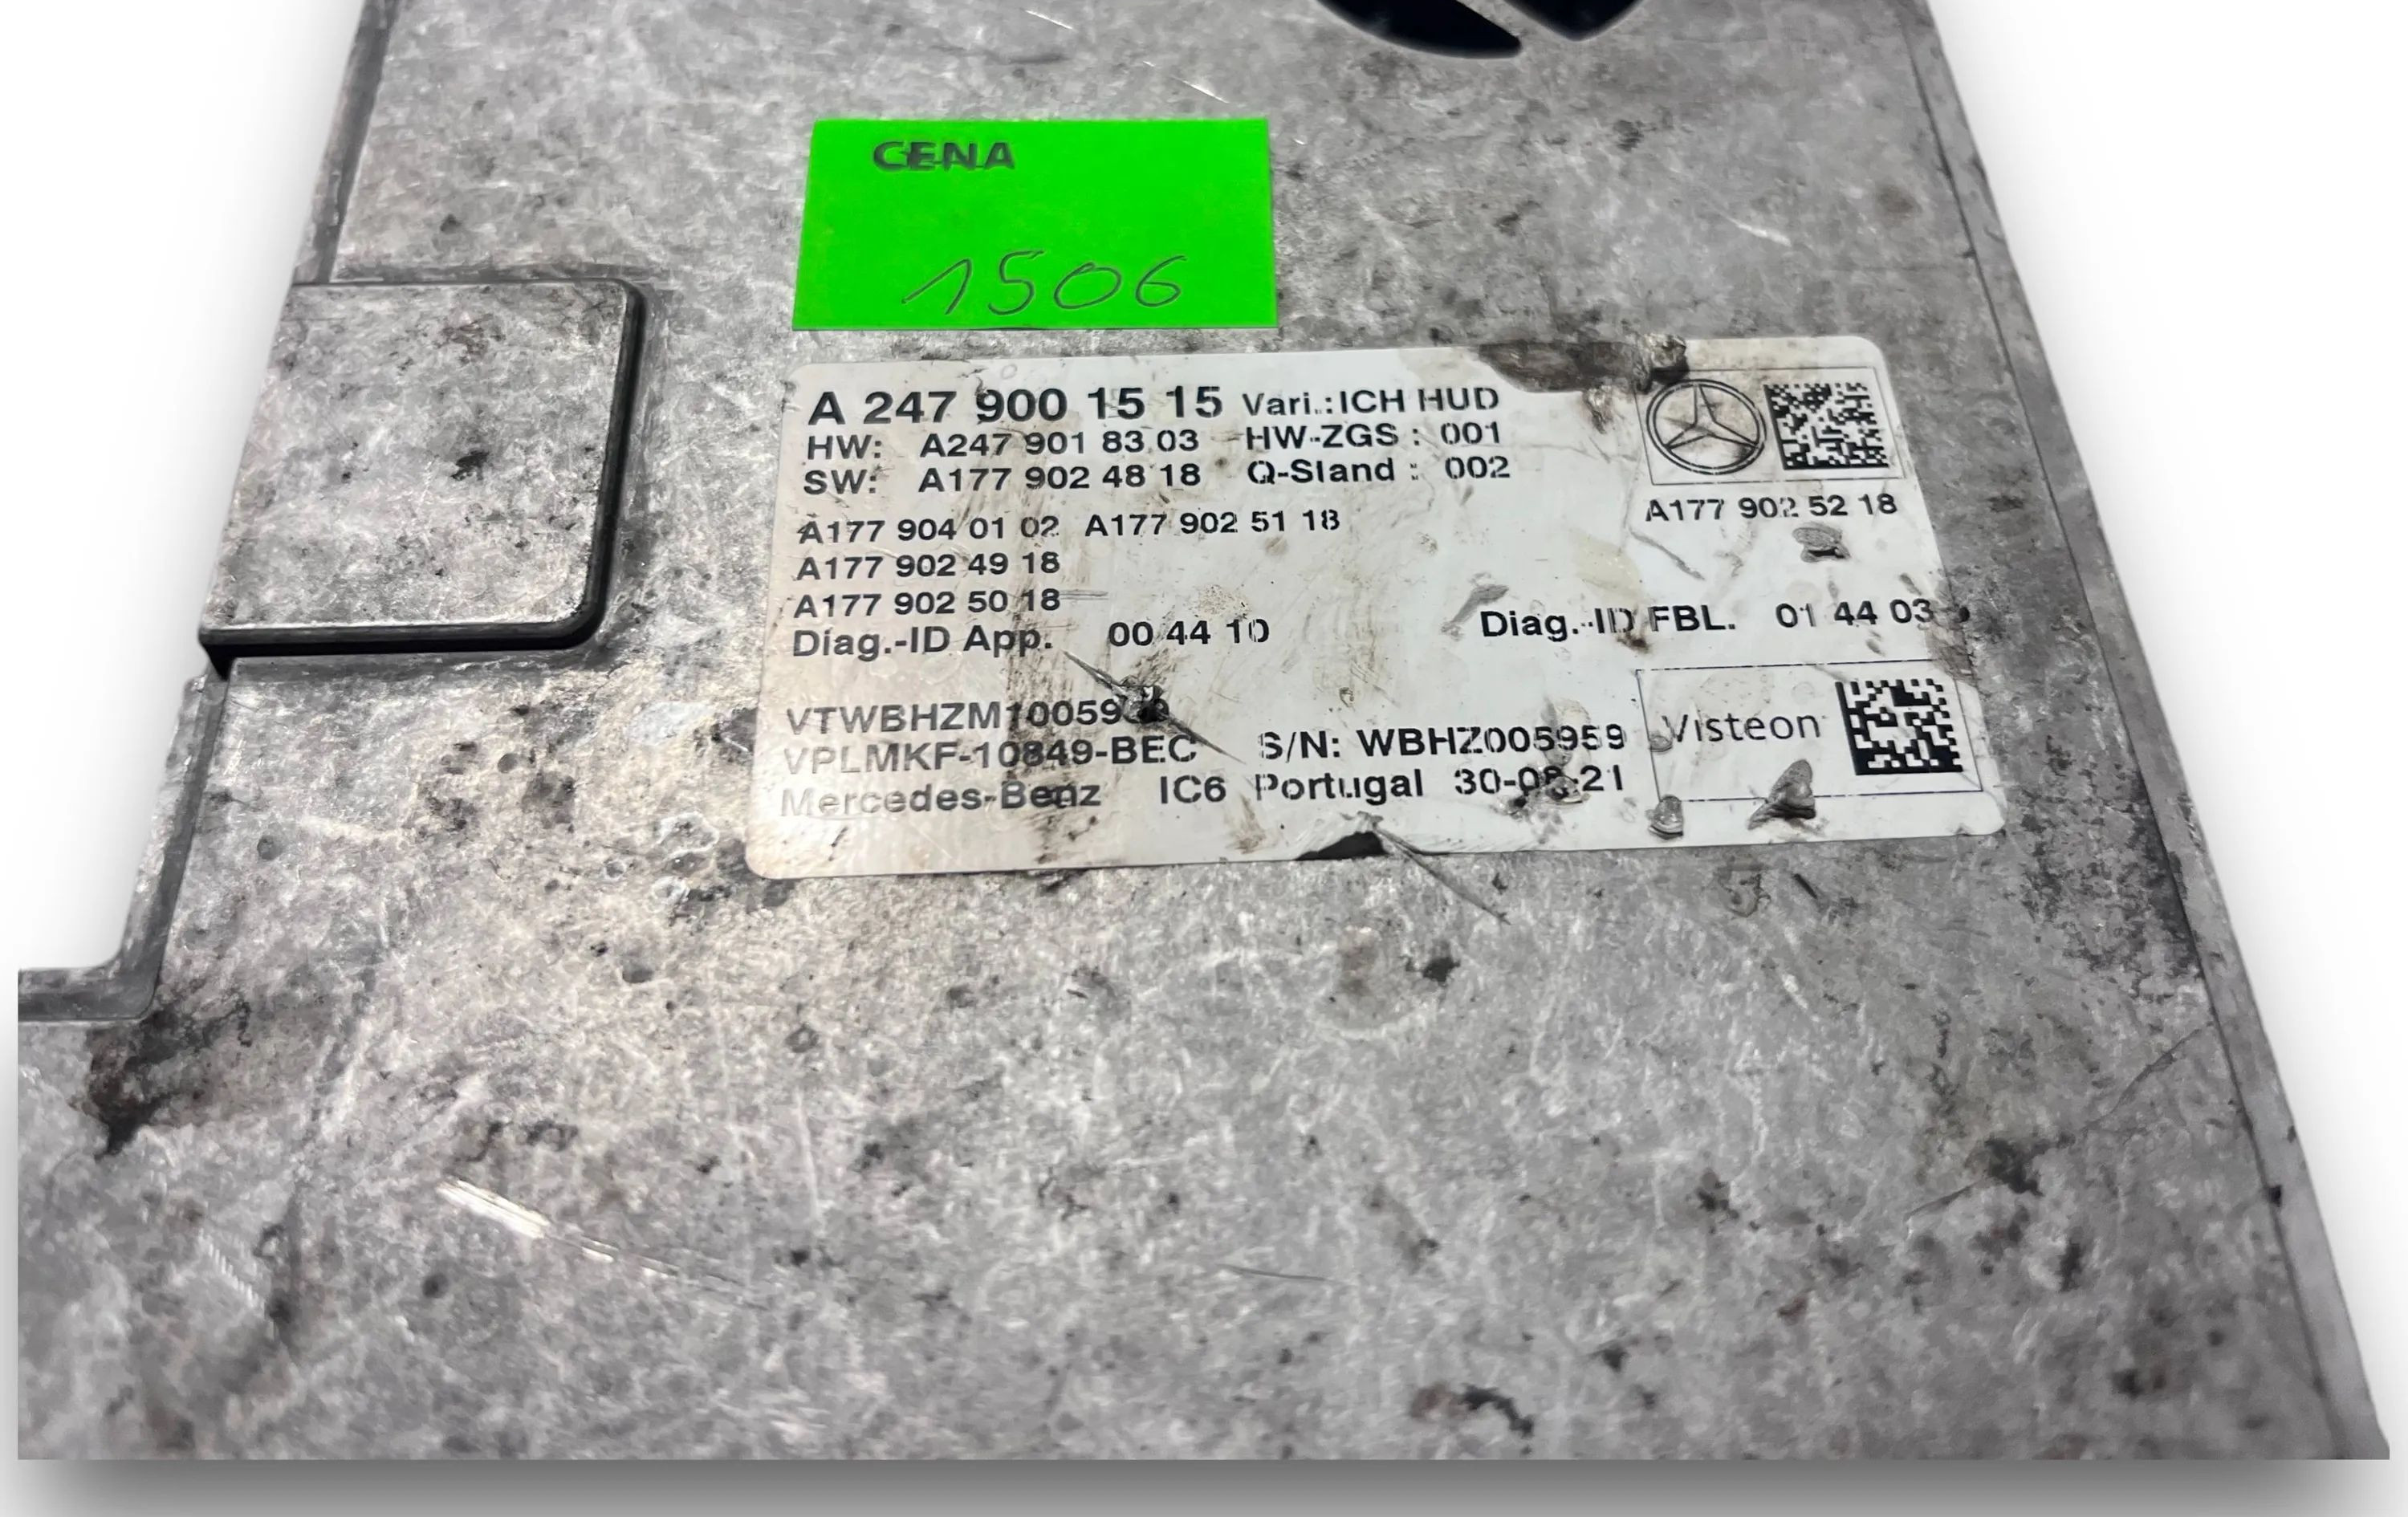 CENA
1506
A 247 900 15 15 Vari.:ICH HUD
HW: A247 901 83 03 HW-ZGS : 001
SW: A177 902 48 18 Q-Stand : 002
A177 904 01 02 A177 902 51 18
A177 902 52 18
A177 902 49 18
A177 902 50 18
Diag.-ID App. 00 44 10 Diag.-ID FBL. 01 44 03
VPLMKF-10849-BEC S/N: WBHZ005959
Visteon
Mercedes-Benz IC6 Portugal